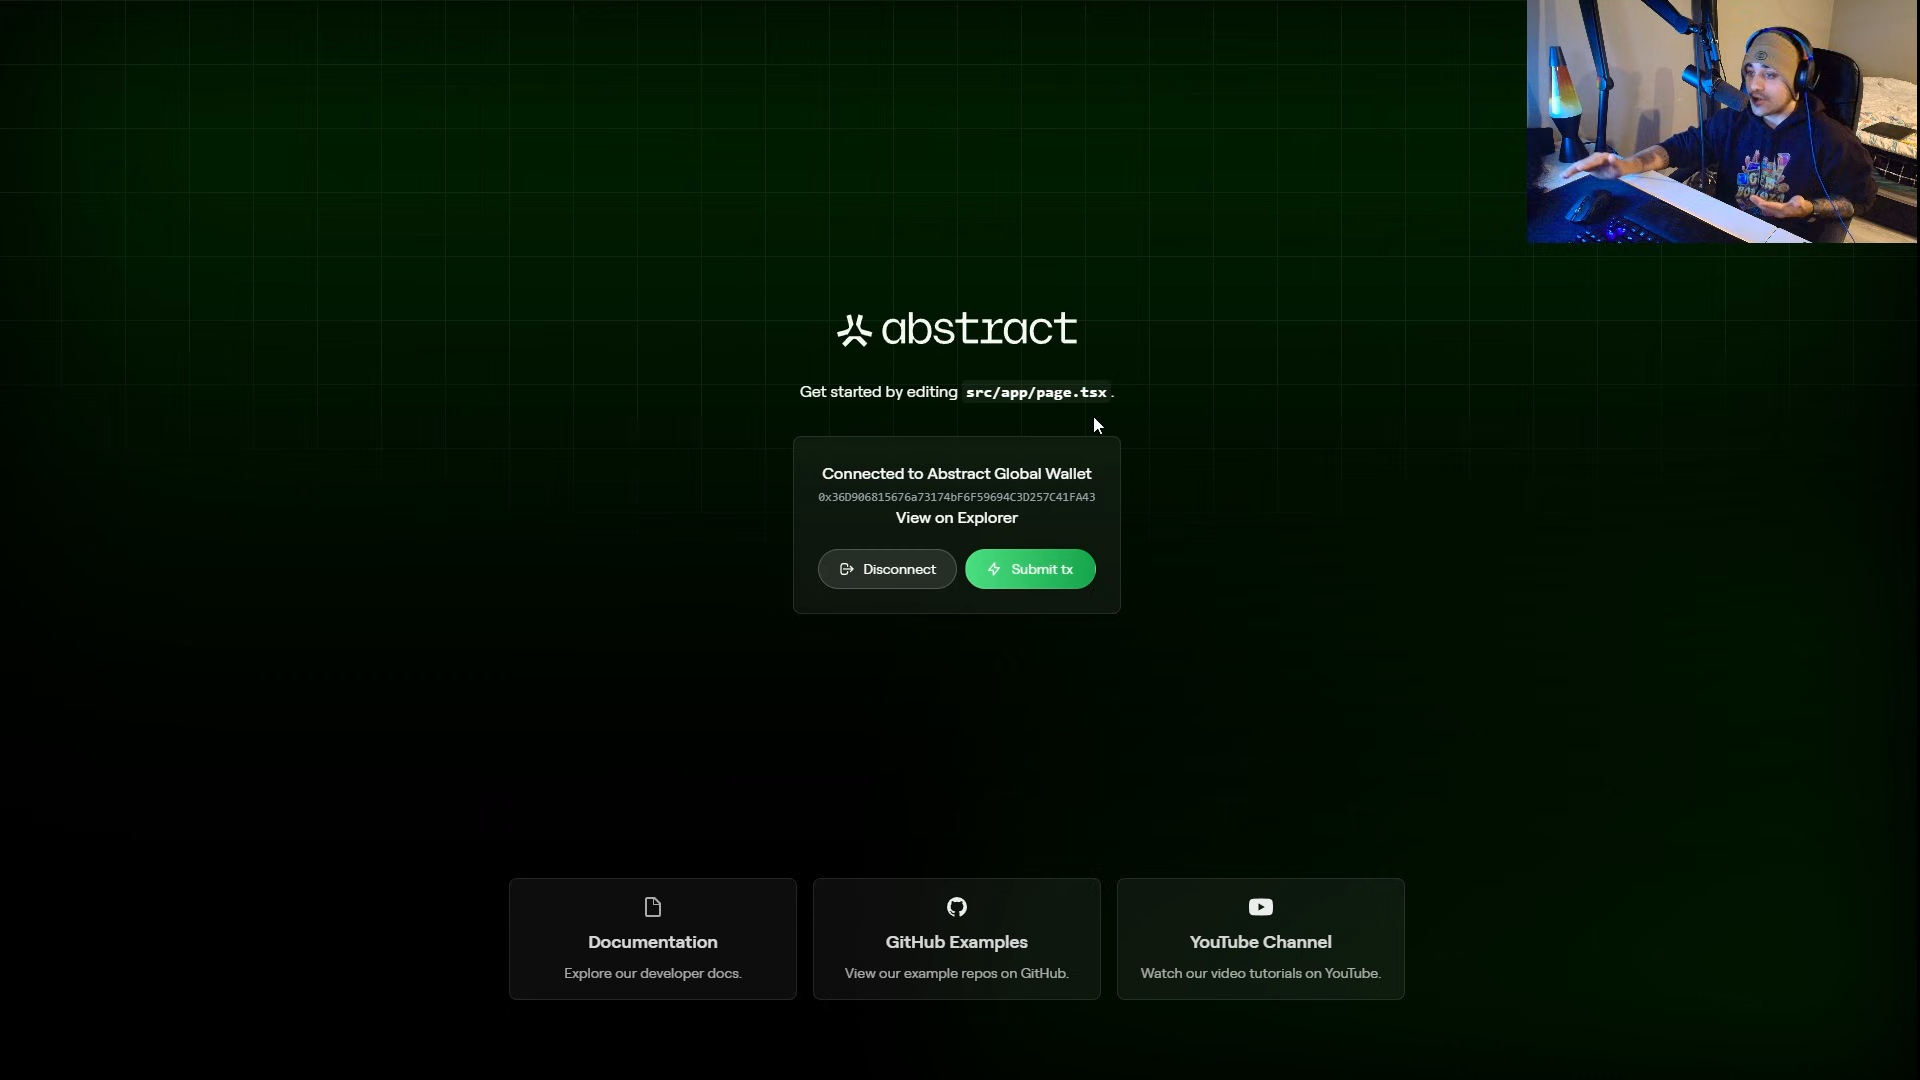 abstract
Get started by editing src/app/page.tsx.
Connected to Abstract Global Wallet
0x36D906815676a73174bF6F59694C3D257C41FA43
View on Explorer
Disconnect
Submit tx
Documentation
Explore our developer docs.
GitHub Examples
View our example repos on GitHub.
YouTube Channel
Watch our video tutorials on YouTube.